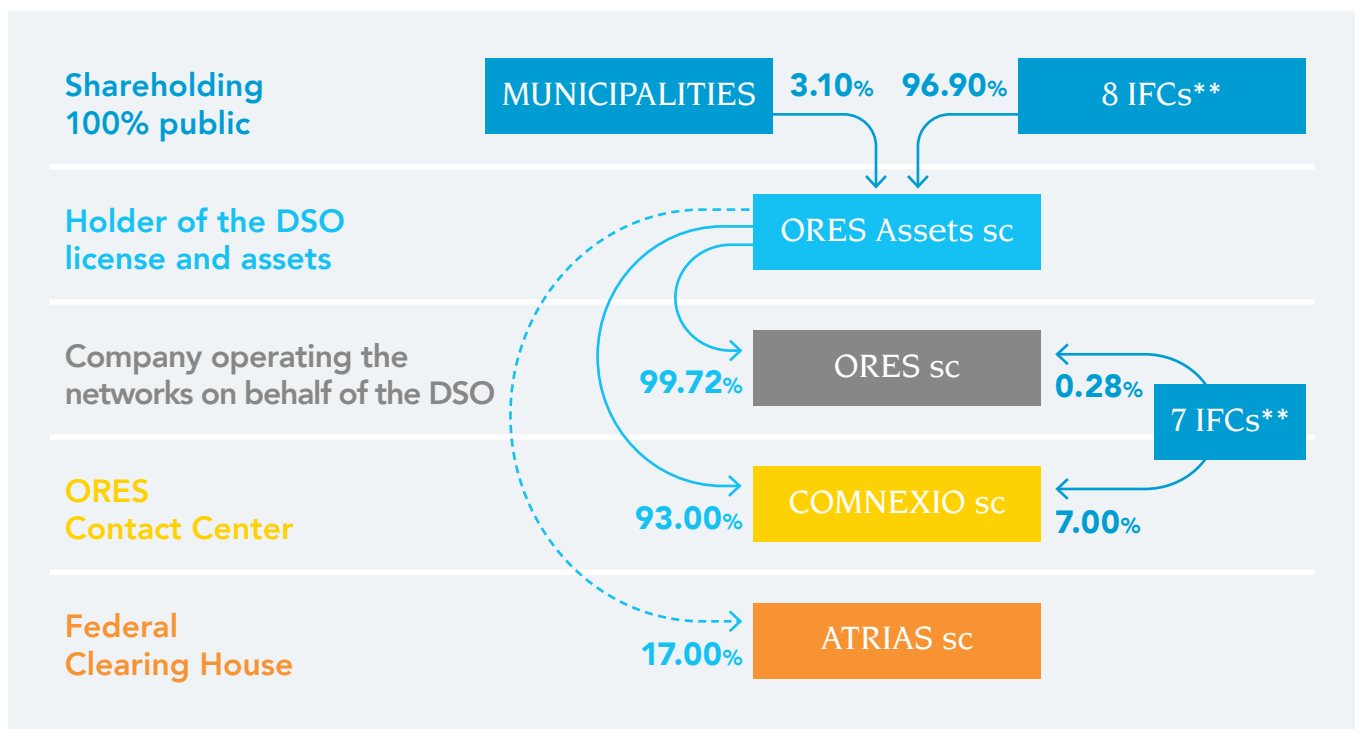 Shareholding
100% public
MUNICIPALITIES
3.10%
96.90%
8 IFCs**
Holder of the DSO
license and assets
ORES Assets sc
Company operating the
networks on behalf of the DSO
99.72%
ORES sc
0.28%
7 IFCs**
ORES
Contact Center
93.00%
COMNEXIO sc
7.00%
Federal
Clearing House
17.00%
ATRIAS sc